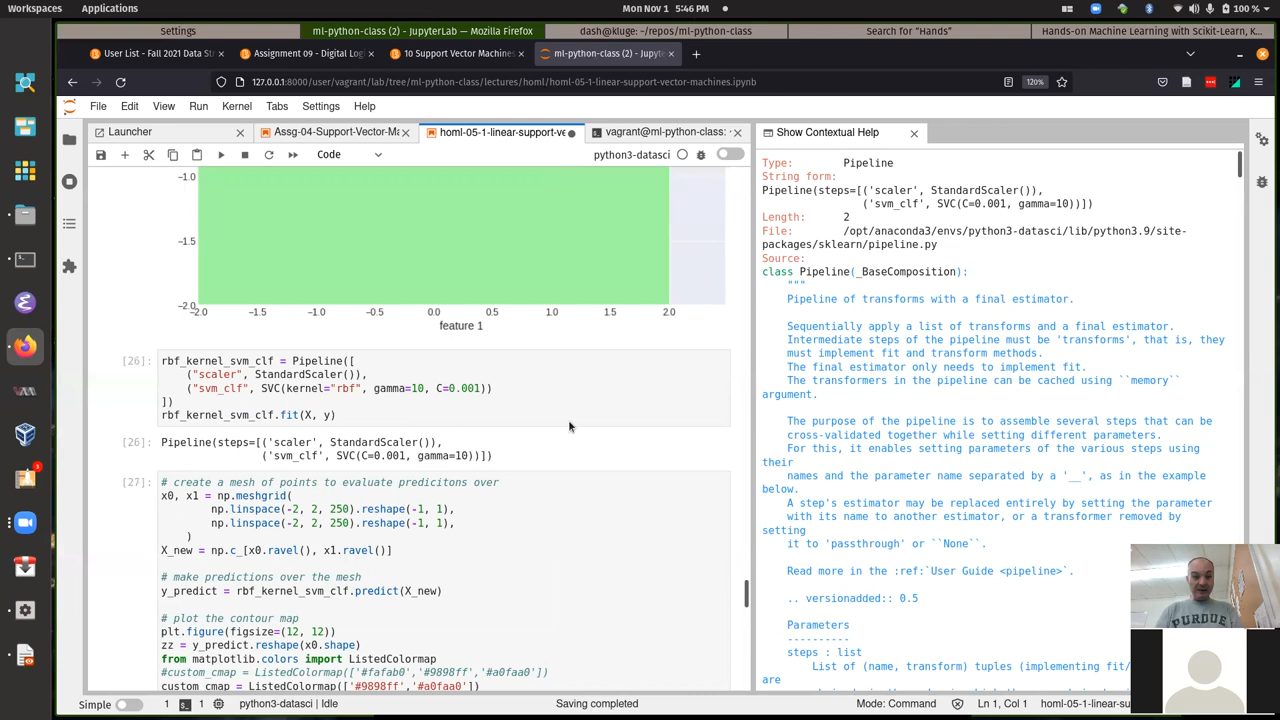 Workspaces Applications Mon Nov 1 5:46 PM 100 %
Settings ml-python-class (2) - JupyterLab — Mozilla Firefox dash@kluge: ~/repos/ml-python-class Search for "Hands" Hands-on Machine Learning with Scikit-Learn, K...
User List - Fall 2021 Data St Assignment 09 - Digital Logi 10 Support Vector Machines ml-python-class (2) - Jupyte
127.0.0.1:8000/user/vagrant/lab/tree/ml-python-class/lectures/homl/homl-05-1-linear-support-vector-machines.ipynb 120%
File Edit View Run Kernel Tabs Settings Help
Launcher Assg-04-Support-Vector-Ma homl-05-1-linear-support-ve vagrant@ml-python-class: Show Contextual Help
Code python3-datasci
−1.0
−1.5
−2.0
−2.0 −1.5 −1.0 −0.5 0.0 0.5 1.0 1.5 2.0
feature 1
[26]: rbf_kernel_svm_clf = Pipeline([
("scaler", StandardScaler()),
("svm_clf", SVC(kernel="rbf", gamma=10, C=0.001))
])
rbf_kernel_svm_clf.fit(X, y)
[26]: Pipeline(steps=[('scaler', StandardScaler()),
('svm_clf', SVC(C=0.001, gamma=10))])
[27]: # create a mesh of points to evaluate predicitons over
x0, x1 = np.meshgrid(
np.linspace(-2, 2, 250).reshape(-1, 1),
np.linspace(-2, 2, 250).reshape(-1, 1),
)
X_new = np.c_[x0.ravel(), x1.ravel()]
# make predictions over the mesh
y_predict = rbf_kernel_svm_clf.predict(X_new)
# plot the contour map
plt.figure(figsize=(12, 12))
zz = y_predict.reshape(x0.shape)
from matplotlib.colors import ListedColormap
#custom_cmap = ListedColormap(['#fafab0','#9898ff','#a0faa0'])
custom_cmap = ListedColormap(['#9898ff','#a0faa0'])
Type: Pipeline
String form:
Pipeline(steps=[('scaler', StandardScaler()),
('svm_clf', SVC(C=0.001, gamma=10))])
Length: 2
File: /opt/anaconda3/envs/python3-datasci/lib/python3.9/site-
packages/sklearn/pipeline.py
Source:
class Pipeline(_BaseComposition):
"""
Pipeline of transforms with a final estimator.
Sequentially apply a list of transforms and a final estimator.
Intermediate steps of the pipeline must be 'transforms', that is, they
must implement fit and transform methods.
The final estimator only needs to implement fit.
The transformers in the pipeline can be cached using ``memory``
argument.
The purpose of the pipeline is to assemble several steps that can be
cross-validated together while setting different parameters.
For this, it enables setting parameters of the various steps using
their
names and the parameter name separated by a '__', as in the example
below.
A step's estimator may be replaced entirely by setting the parameter
with its name to another estimator, or a transformer removed by
setting
it to 'passthrough' or ``None``.
Read more in the :ref:`User Guide <pipeline>`.
.. versionadded:: 0.5
Parameters
----------
steps : list
List of (name, transform) tuples (implementing fit/
are
PURDUE
Simple 1 1 python3-datasci | Idle Saving completed Mode: Command Ln 1, Col 1 homl-05-1-linear-su